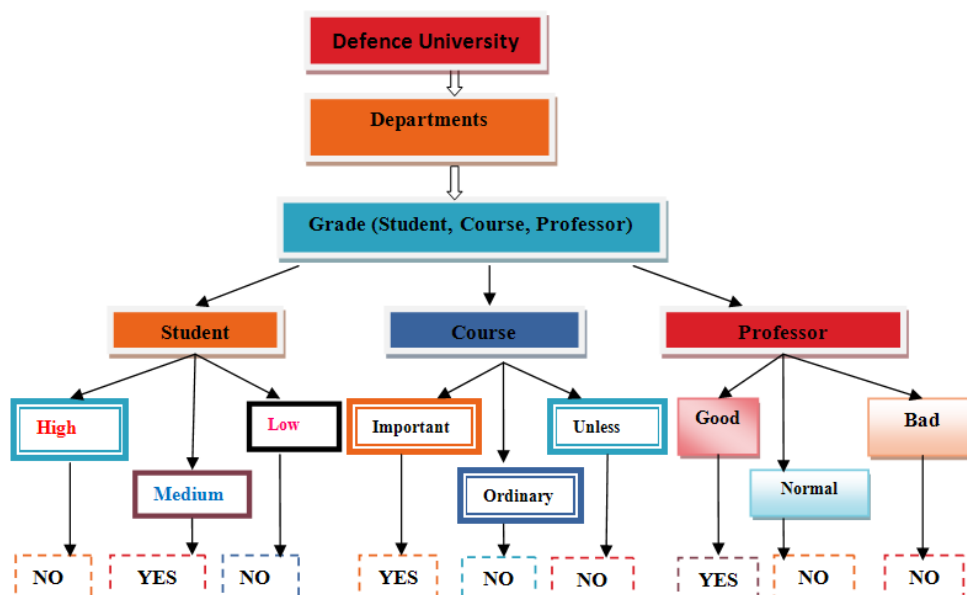 Defence University
Departments
Grade (Student, Course, Professor)
Student
Course
Professor
High
Low
Important
Unless
Good
Bad
Medium
Ordinary
Normal
NO
YES
NO
YES
NO
NO
YES
NO
NO